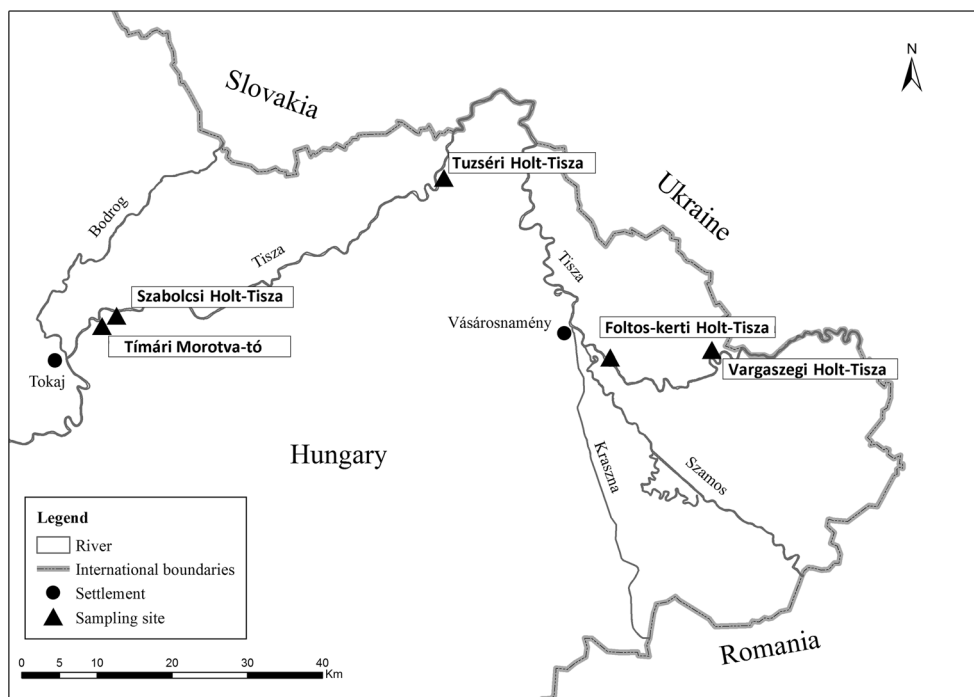 N
Slovakia
Tuzséri Holt-Tisza
Ukraine
Bodrog
Tisza
Tisza
Szabolcsi Holt-Tisza
Tímári Morotva-tó
Tokaj
Vásárosnamény
Foltos-kerti Holt-Tisza
Vargaszegi Holt-Tisza
Hungary
Kraszna
Szamos
Romania
Legend
River
International boundaries
Settlement
Sampling site
0 5 10 20 30 40
Km